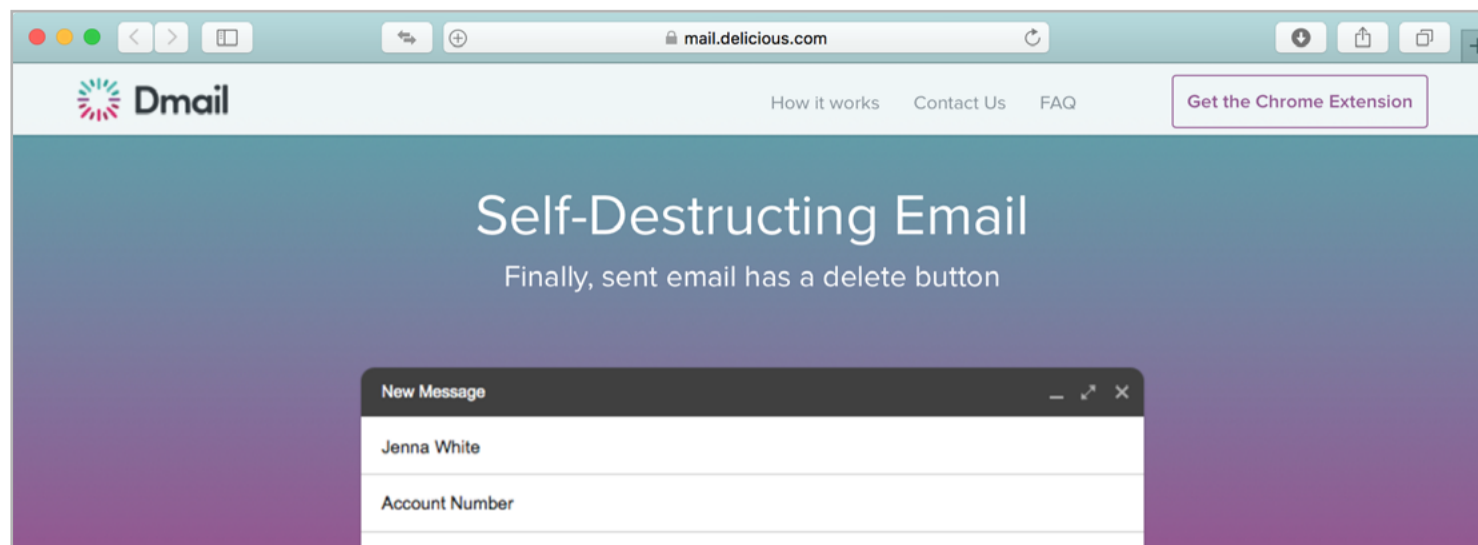 mail.delicious.com
Dmail
How it works Contact Us FAQ Get the Chrome Extension
Self-Destructing Email
Finally, sent email has a delete button
New Message
Jenna White
Account Number